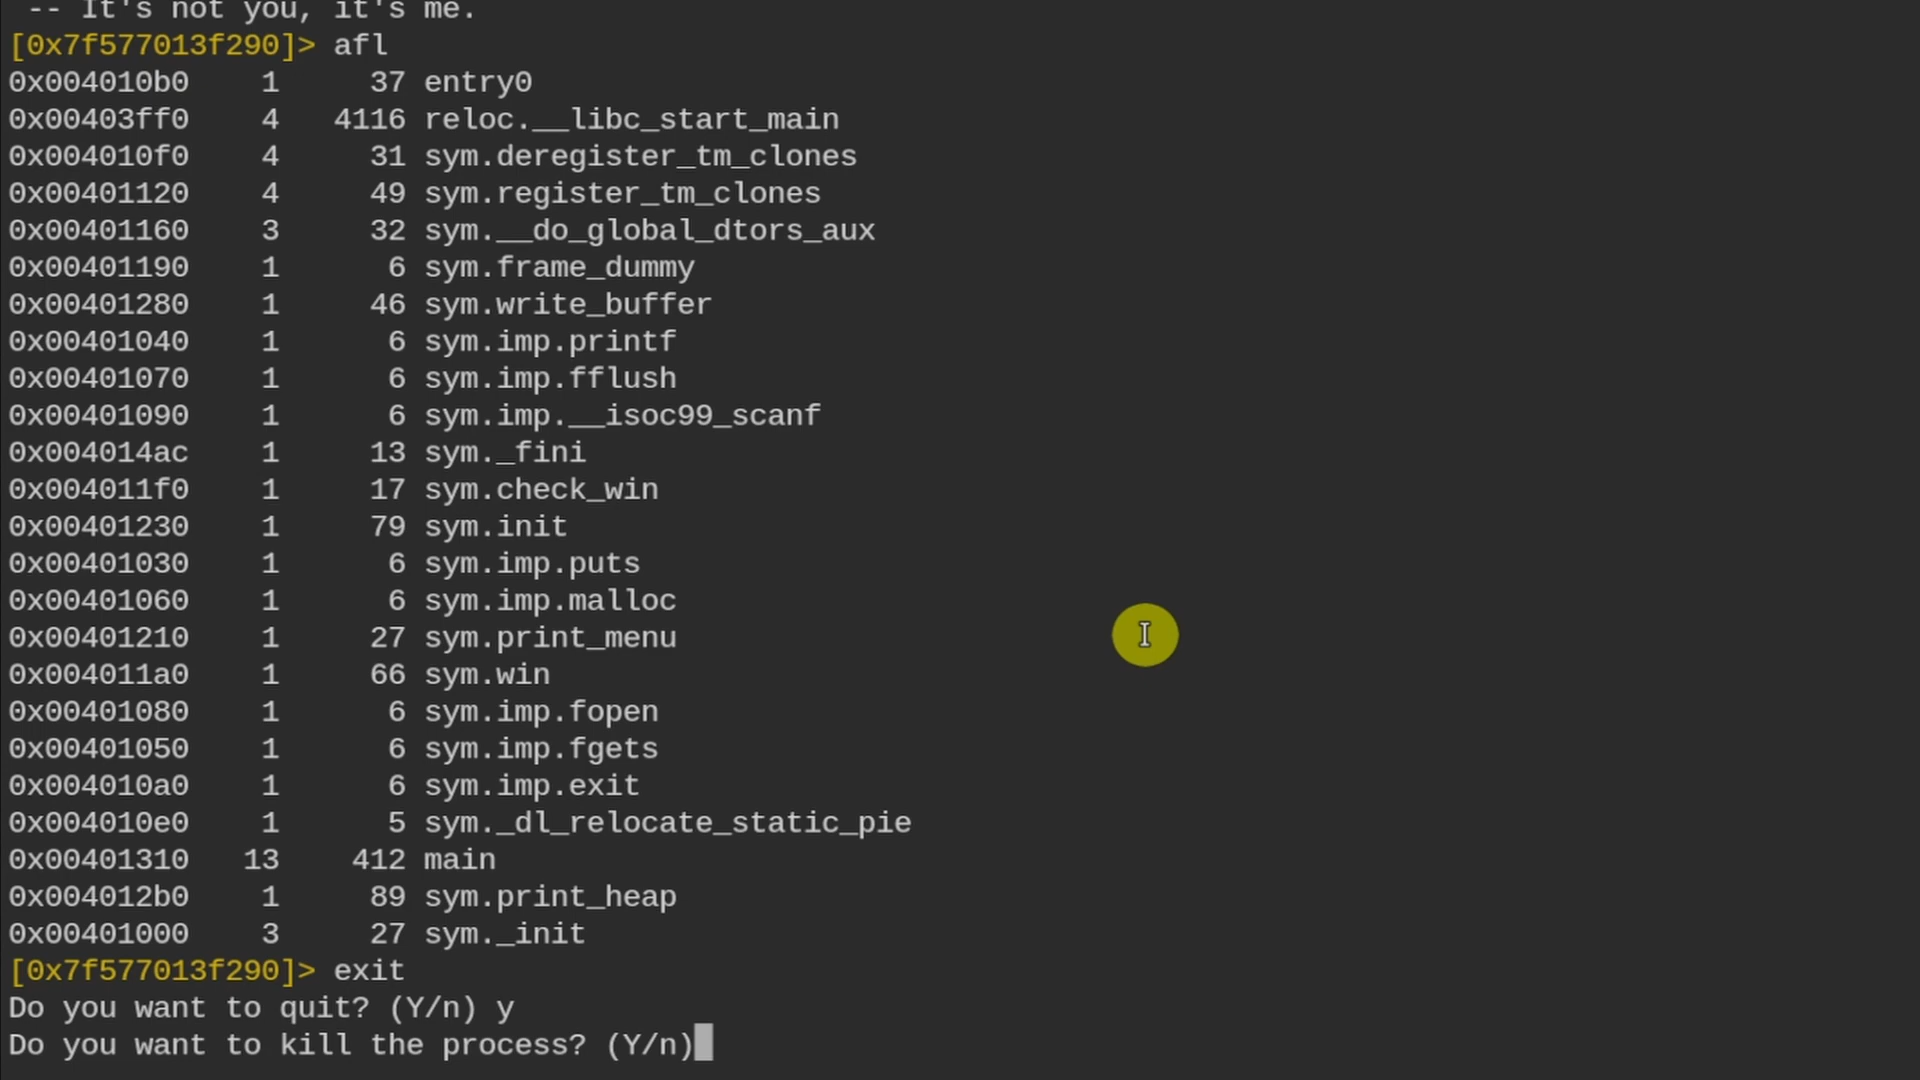 -- It's not you, it's me.
[0x7f577013f290]> afl
0x004010b0    1     37 entry0
0x00403ff0    4   4116 reloc.__libc_start_main
0x004010f0    4     31 sym.deregister_tm_clones
0x00401120    4     49 sym.register_tm_clones
0x00401160    3     32 sym.__do_global_dtors_aux
0x00401190    1      6 sym.frame_dummy
0x00401280    1     46 sym.write_buffer
0x00401040    1      6 sym.imp.printf
0x00401070    1      6 sym.imp.fflush
0x00401090    1      6 sym.imp.__isoc99_scanf
0x004014ac    1     13 sym._fini
0x004011f0    1     17 sym.check_win
0x00401230    1     79 sym.init
0x00401030    1      6 sym.imp.puts
0x00401060    1      6 sym.imp.malloc
0x00401210    1     27 sym.print_menu
0x004011a0    1     66 sym.win
0x00401080    1      6 sym.imp.fopen
0x00401050    1      6 sym.imp.fgets
0x004010a0    1      6 sym.imp.exit
0x004010e0    1      5 sym._dl_relocate_static_pie
0x00401310   13    412 main
0x004012b0    1     89 sym.print_heap
0x00401000    3     27 sym._init
[0x7f577013f290]> exit
Do you want to quit? (Y/n) y
Do you want to kill the process? (Y/n)